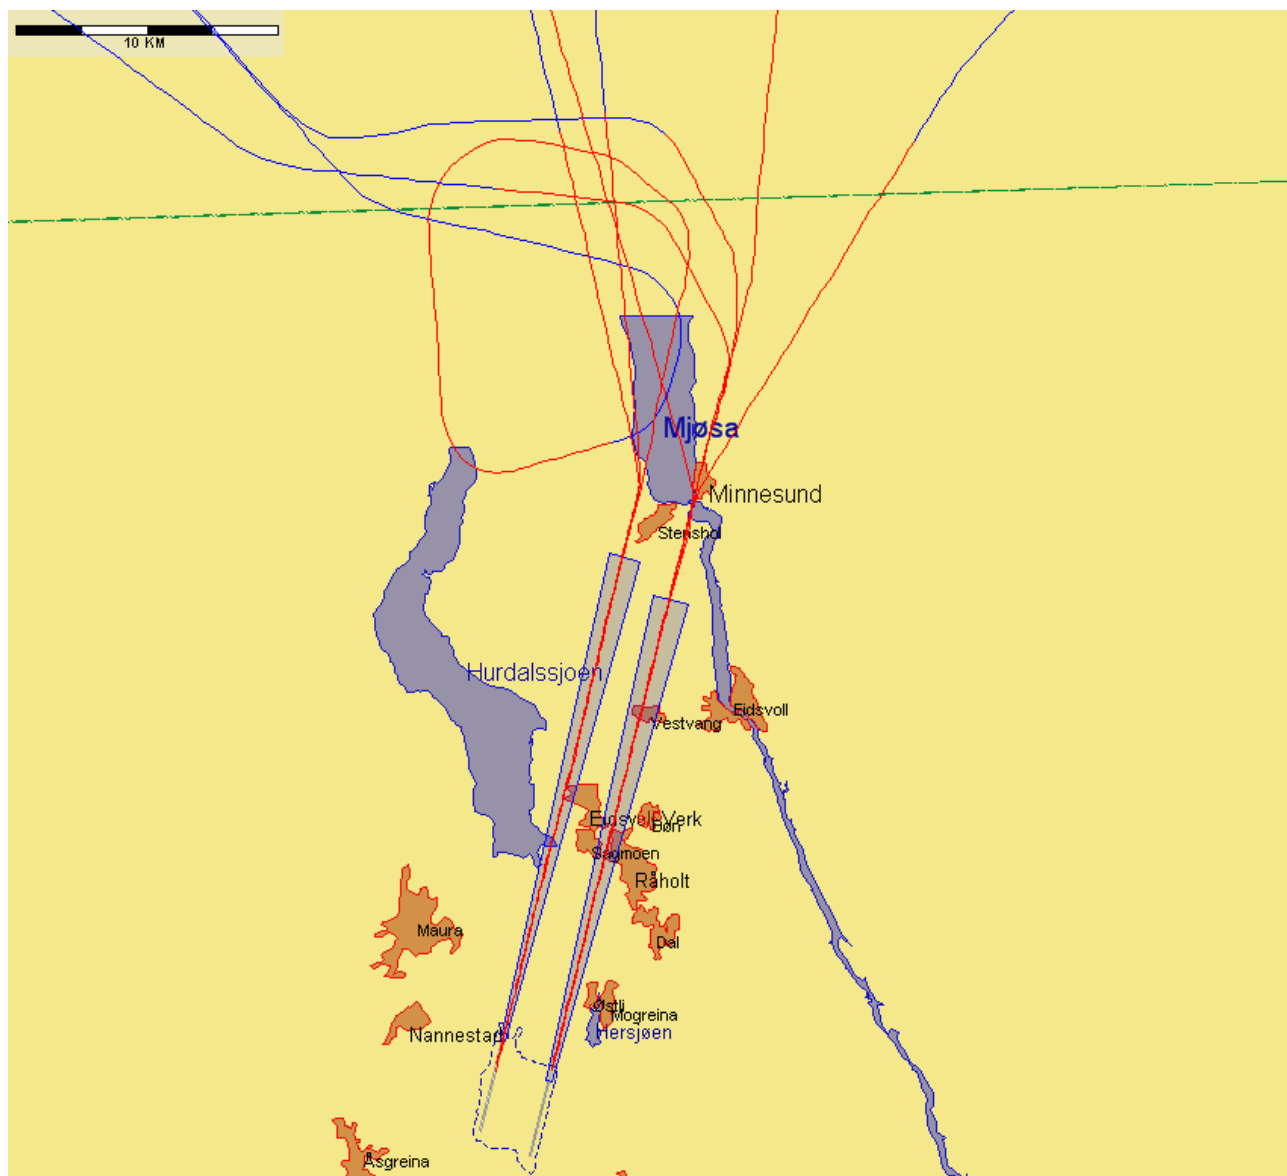 10 KM
Mjøsa
Minnesund
Stenshol
Hurdalssjoen
Eidsvoll
Vestvang
Eidsvoll Verk
Bøn
Sagmoen
Råholt
Maura
Dal
Østli
Mogreina
Nannestad
Hersjøen
Åsgreina